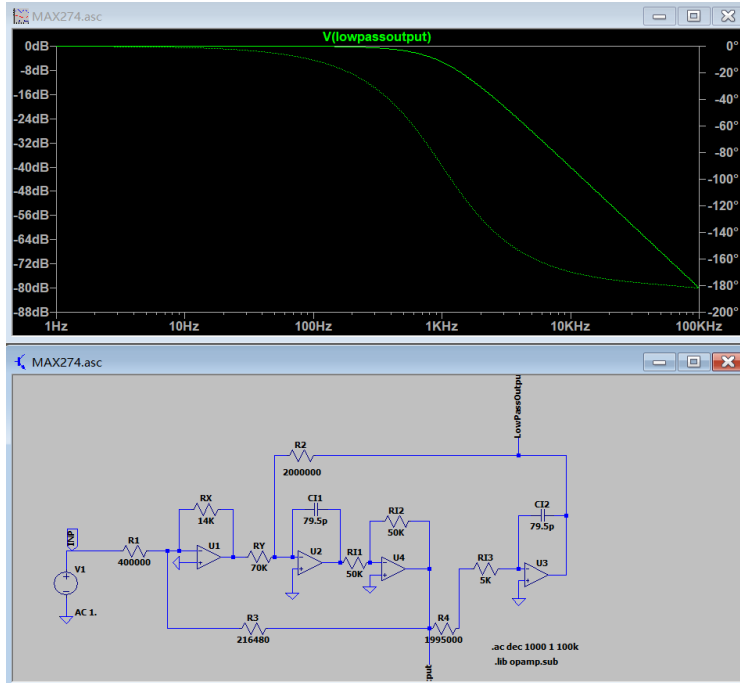 MAX274.asc
V(lowpassoutput)
0dB
-8dB
-16dB
-24dB
-32dB
-40dB
-48dB
-56dB
-64dB
-72dB
-80dB
-88dB
0°
-20°
-40°
-60°
-80°
-100°
-120°
-140°
-160°
-180°
-200°
1Hz
10Hz
100Hz
1KHz
10KHz
100KHz
MAX274.asc
LowPassOutpu
R2
2000000
RX
14K
CI1
79.5p
RI2
50K
CI2
79.5p
INP
R1
400000
U1
RY
70K
U2
RI1
50K
U4
RI3
5K
U3
V1
AC 1.
R3
216480
R4
1995000
.ac dec 1000 1 100k
.lib opamp.sub
put